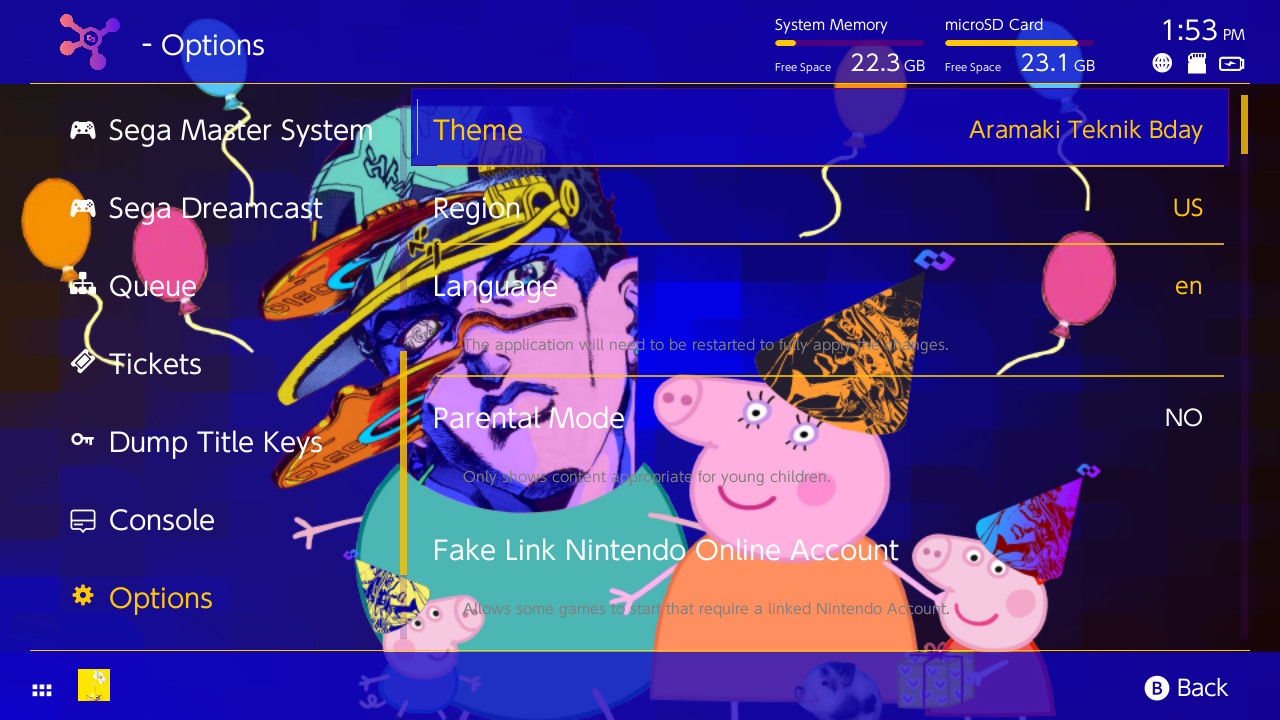 - Options
System Memory
Free Space 22.3 GB
microSD Card
Free Space 23.1 GB
1:53 PM
Sega Master System
Sega Dreamcast
Queue
Tickets
Dump Title Keys
Console
Options
Theme Aramaki Teknik Bday
Region US
Language en
The application will need to be restarted to fully apply the changes.
Parental Mode NO
Only shows content appropriate for young children.
Fake Link Nintendo Online Account
Allows some games to start that require a linked Nintendo Account.
B Back